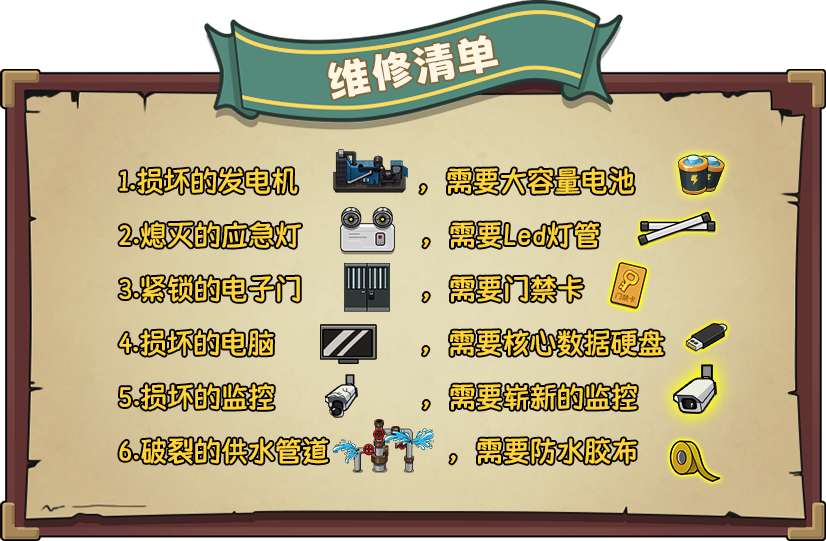 维修清单
1.损坏的发电机，需要大容量电池
2.熄灭的应急灯，需要Led灯管
3.紧锁的电子门，需要门禁卡
门禁卡
4.损坏的电脑，需要核心数据硬盘
5.损坏的监控，需要崭新的监控
6.破裂的供水管道，需要防水胶布